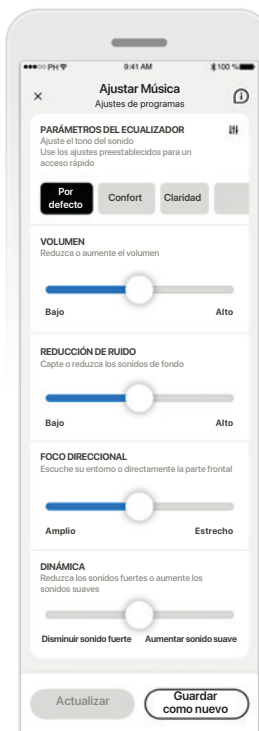 PH 9:41 AM 100 %
Ajustar Música
Ajustes de programas
PARÁMETROS DEL ECUALIZADOR
Ajuste el tono del sonido
Use los ajustes preestablecidos para un
acceso rápido
Por
defecto
Confort
Claridad
VOLUMEN
Reduzca o aumente el volumen
Bajo Alto
REDUCCIÓN DE RUIDO
Capte o reduzca los sonidos de fondo
Bajo Alto
FOCO DIRECCIONAL
Escuche su entorno o directamente la parte frontal
Amplio Estrecho
DINÁMICA
Reduzca los sonidos fuertes o aumente los
sonidos suaves
Disminuir sonido fuerte Aumentar sonido suave
Actualizar
Guardar
como nuevo